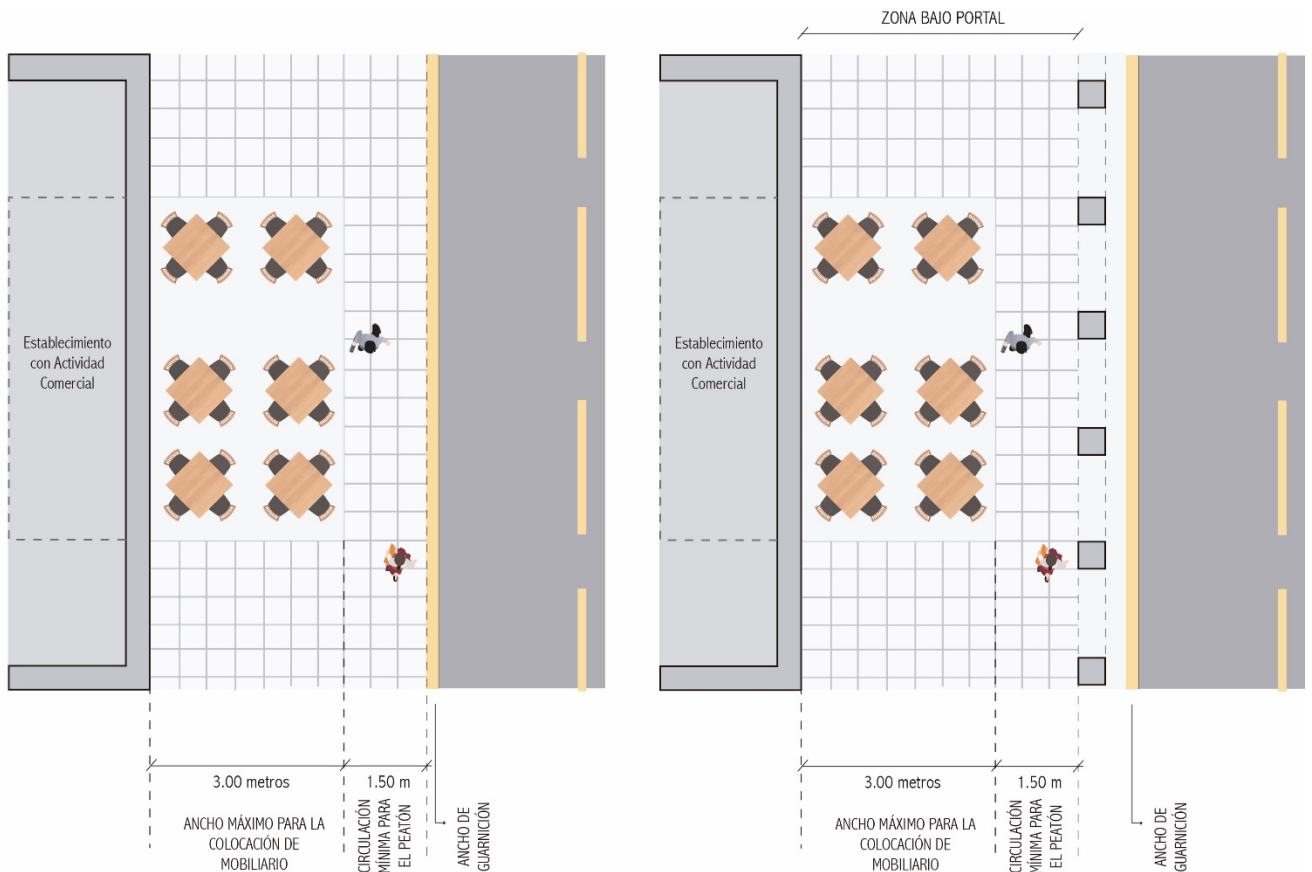 ZONA BAJO PORTAL
Establecimiento
con Actividad
Comercial
Establecimiento
con Actividad
Comercial
3.00 metros
1.50 m
ANCHO MÁXIMO PARA LA
COLOCACIÓN DE
MOBILIARIO
CIRCULACIÓN
MÍNIMA PARA
EL PEATÓN
ANCHO DE
GUARNICIÓN
3.00 metros
1.50 m
ANCHO MÁXIMO PARA LA
COLOCACIÓN DE
MOBILIARIO
CIRCULACIÓN
MÍNIMA PARA
EL PEATÓN
ANCHO DE
GUARNICIÓN